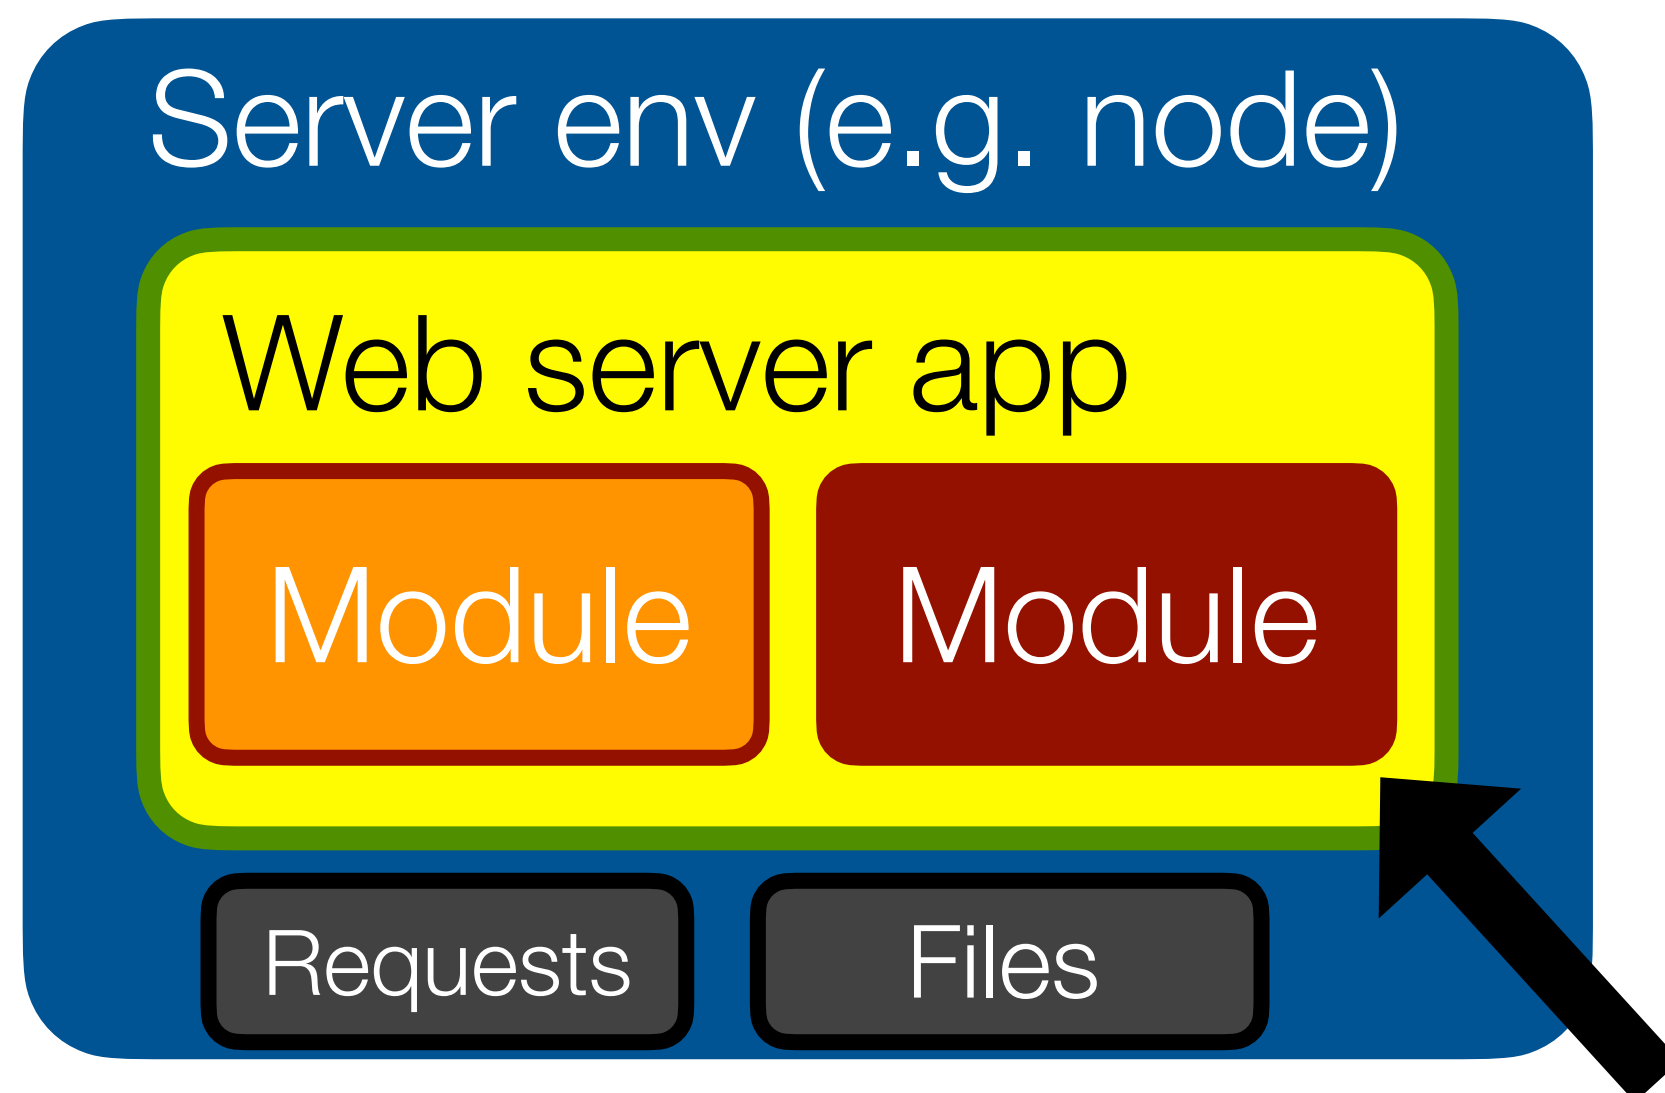 Server env (e.g. node)
Web server app
Module
Module
Requests
Files